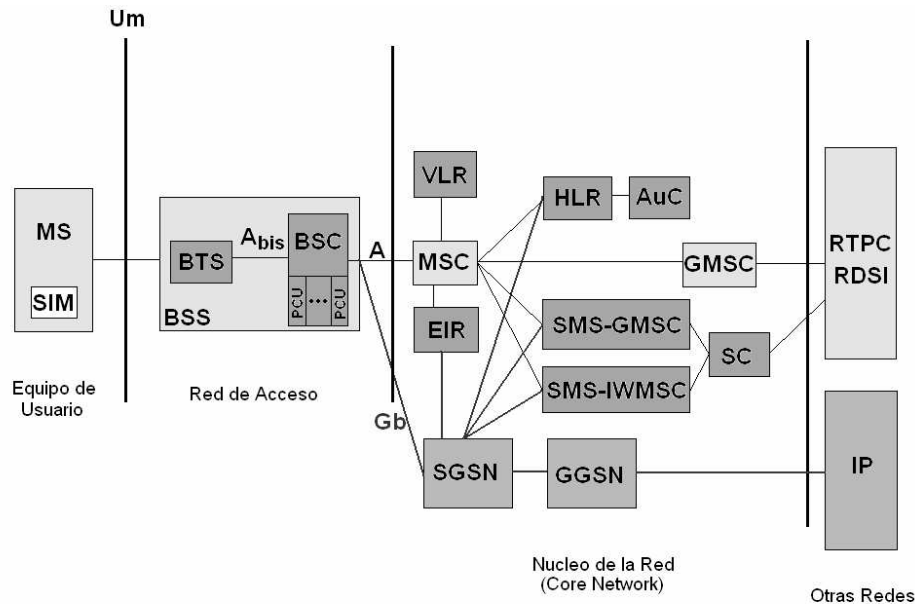 Um
MS
SIM
Equipo de
Usuario
BTS
Abis
BSC
PCU
...
PCU
BSS
Red de Acceso
A
Gb
VLR
MSC
EIR
HLR
AuC
GMSC
SMS-GMSC
SMS-IWMSC
SC
SGSN
GGSN
Nucleo de la Red
(Core Network)
RTPC
RDSI
IP
Otras Redes